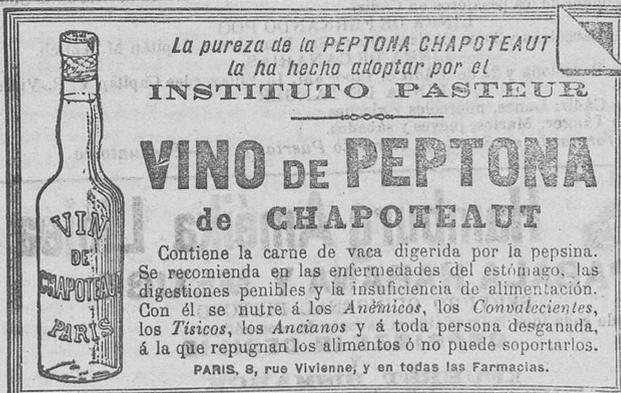 La pureza de la PEPTONA CHAPOTEAUT
la ha hecho adoptar por el
INSTITUTO PASTEUR
VINO DE PEPTONA
de CHAPOTEAUT
Contiene la carne de vaca digerida por la pepsina.
Se recomienda en las enfermedades del estómago, las
digestiones penibles y la insuficiencia de alimentación.
Con él se nutre á los Anémicos, los Convalecientes,
los Tísicos, los Ancianos y á toda persona desganada,
á la que repugnan los alimentos ó no puede soportarlos.
PARIS, 8, rue Vivienne, y en todas las Farmacias.
VIN
DE
CHAPOTEAUT
PARIS